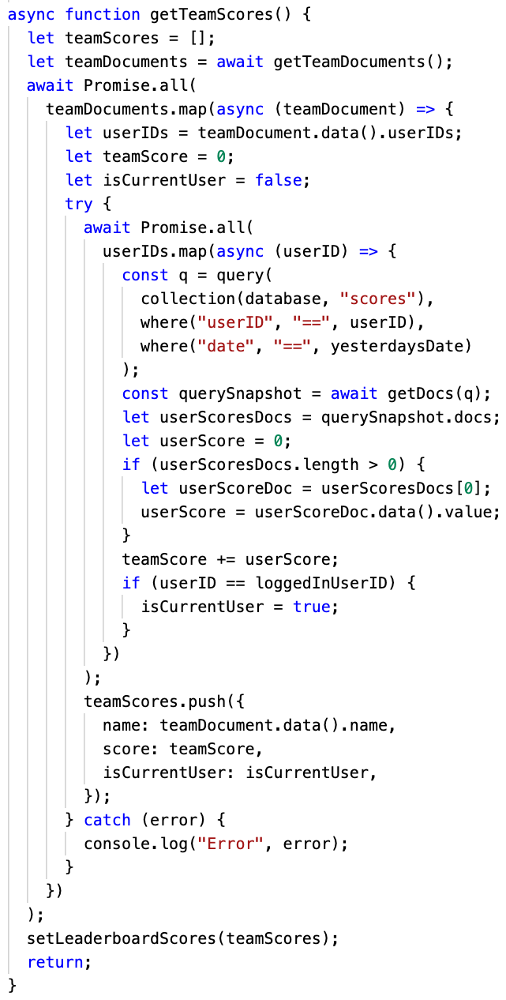 async function getTeamScores() {
  let teamScores = [];
  let teamDocuments = await getTeamDocuments();
  await Promise.all(
    teamDocuments.map(async (teamDocument) => {
      let userIDs = teamDocument.data().userIDs;
      let teamScore = 0;
      let isCurrentUser = false;
      try {
        await Promise.all(
          userIDs.map(async (userID) => {
            const q = query(
              collection(database, "scores"),
              where("userID", "==", userID),
              where("date", "==", yesterdaysDate)
            );
            const querySnapshot = await getDocs(q);
            let userScoresDocs = querySnapshot.docs;
            let userScore = 0;
            if (userScoresDocs.length > 0) {
              let userScoreDoc = userScoresDocs[0];
              userScore = userScoreDoc.data().value;
            }
            teamScore += userScore;
            if (userID == loggedInUserID) {
              isCurrentUser = true;
            }
          })
        );
        teamScores.push({
          name: teamDocument.data().name,
          score: teamScore,
          isCurrentUser: isCurrentUser,
        });
      } catch (error) {
        console.log("Error", error);
      }
    })
  );
  setLeaderboardScores(teamScores);
  return;
}